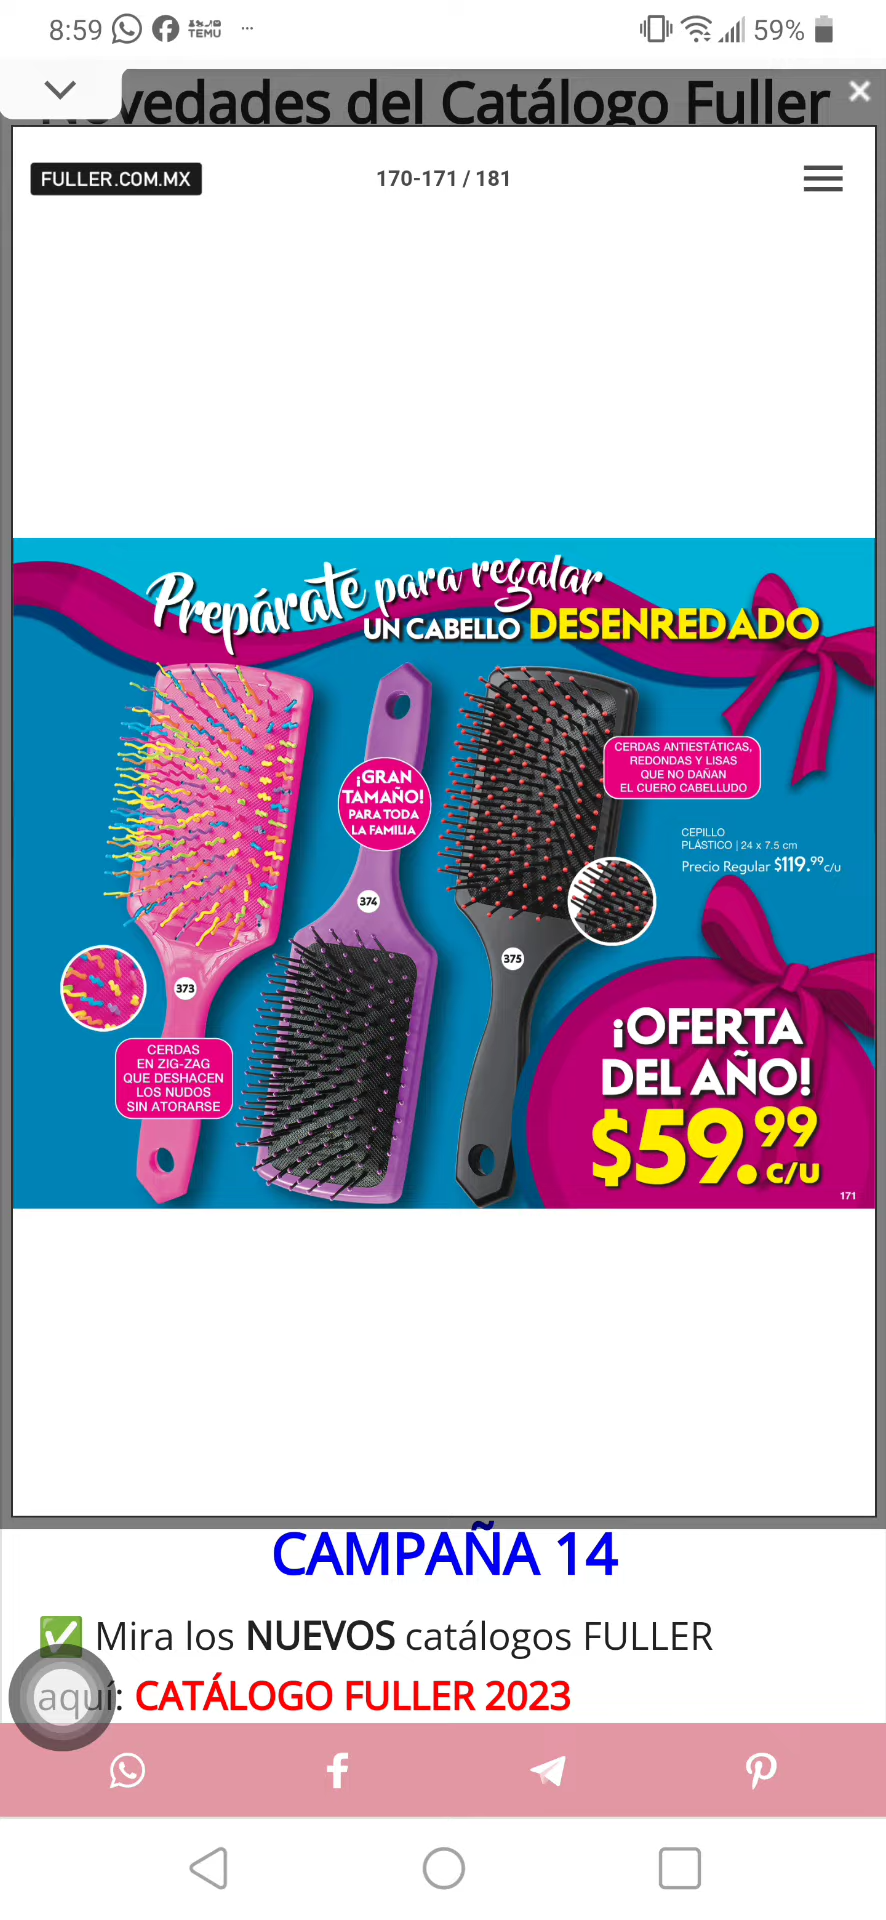 8:59 TEMU ... 59%
Novedades del Catálogo Fuller ×
FULLER.COM.MX 170-171 / 181
Prepárate para regalar
UN CABELLO DESENREDADO
¡GRAN
TAMAÑO!
PARA TODA
LA FAMILIA
CERDAS ANTIESTÁTICAS,
REDONDAS Y LISAS
QUE NO DAÑAN
EL CUERO CABELLUDO
CEPILLO
PLÁSTICO | 24 x 7.5 cm
Precio Regular $119.99 c/u
374
375
373
CERDAS
EN ZIG-ZAG
QUE DESHACEN
LOS NUDOS
SIN ATORARSE
¡OFERTA
DEL AÑO!
$59.99
c/u
171
CAMPAÑA 14
✅ Mira los NUEVOS catálogos FULLER
aquí: CATÁLOGO FULLER 2023